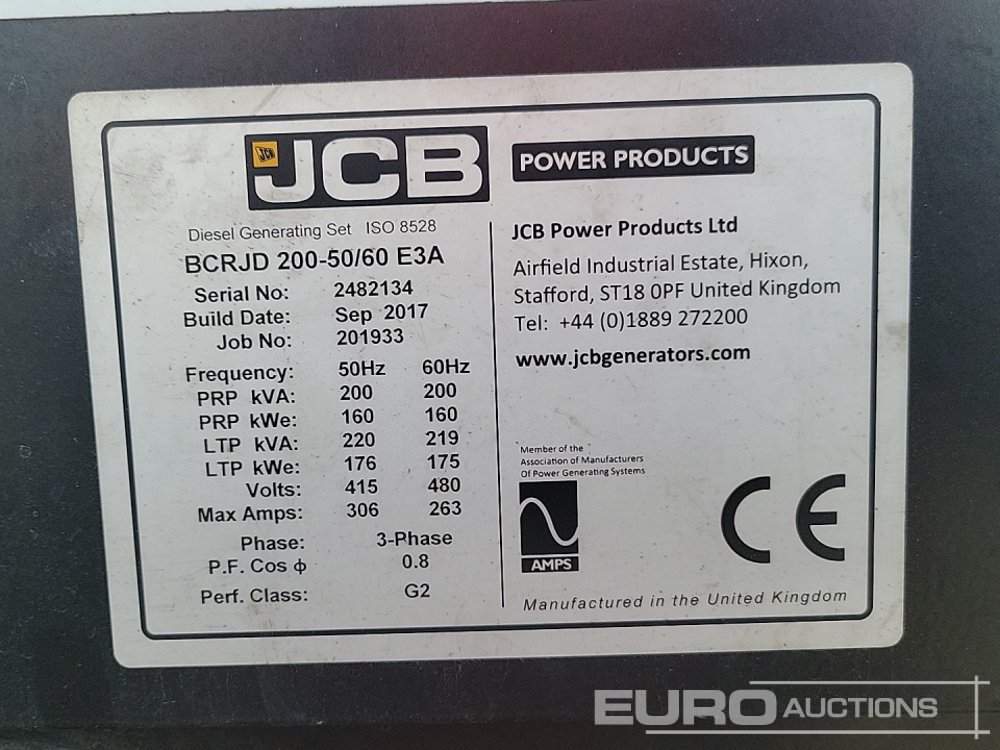 JCB
JCB
POWER PRODUCTS
Diesel Generating Set ISO 8528
BCRJD 200-50/60 E3A
Serial No: 2482134
Build Date: Sep 2017
Job No: 201933
Frequency: 50Hz 60Hz
PRP kVA: 200 200
PRP kWe: 160 160
LTP kVA: 220 219
LTP kWe: 176 175
Volts: 415 480
Max Amps: 306 263
Phase: 3-Phase
P.F. Cos ϕ 0.8
Perf. Class: G2
JCB Power Products Ltd
Airfield Industrial Estate, Hixon,
Stafford, ST18 0PF United Kingdom
Tel: +44 (0)1889 272200
www.jcbgenerators.com
Member of the
Association of Manufacturers
Of Power Generating Systems
AMPS
CE
Manufactured in the United Kingdom
EURO AUCTIONS